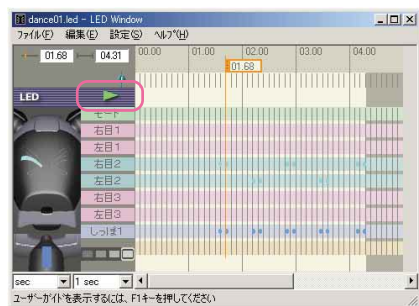 dance01.led - LED Window
ファイル(F) 編集(E) 設定(S) ヘルプ(H)
01.68 04.31 00.00 01.00 02.00 03.00 04.00
01.68
LED
モード
右目1
左目1
右目2
左目2
右目3
左目3
しっぽ1
sec 1 sec
ユーザーガイドを表示するには、F1キーを押してください